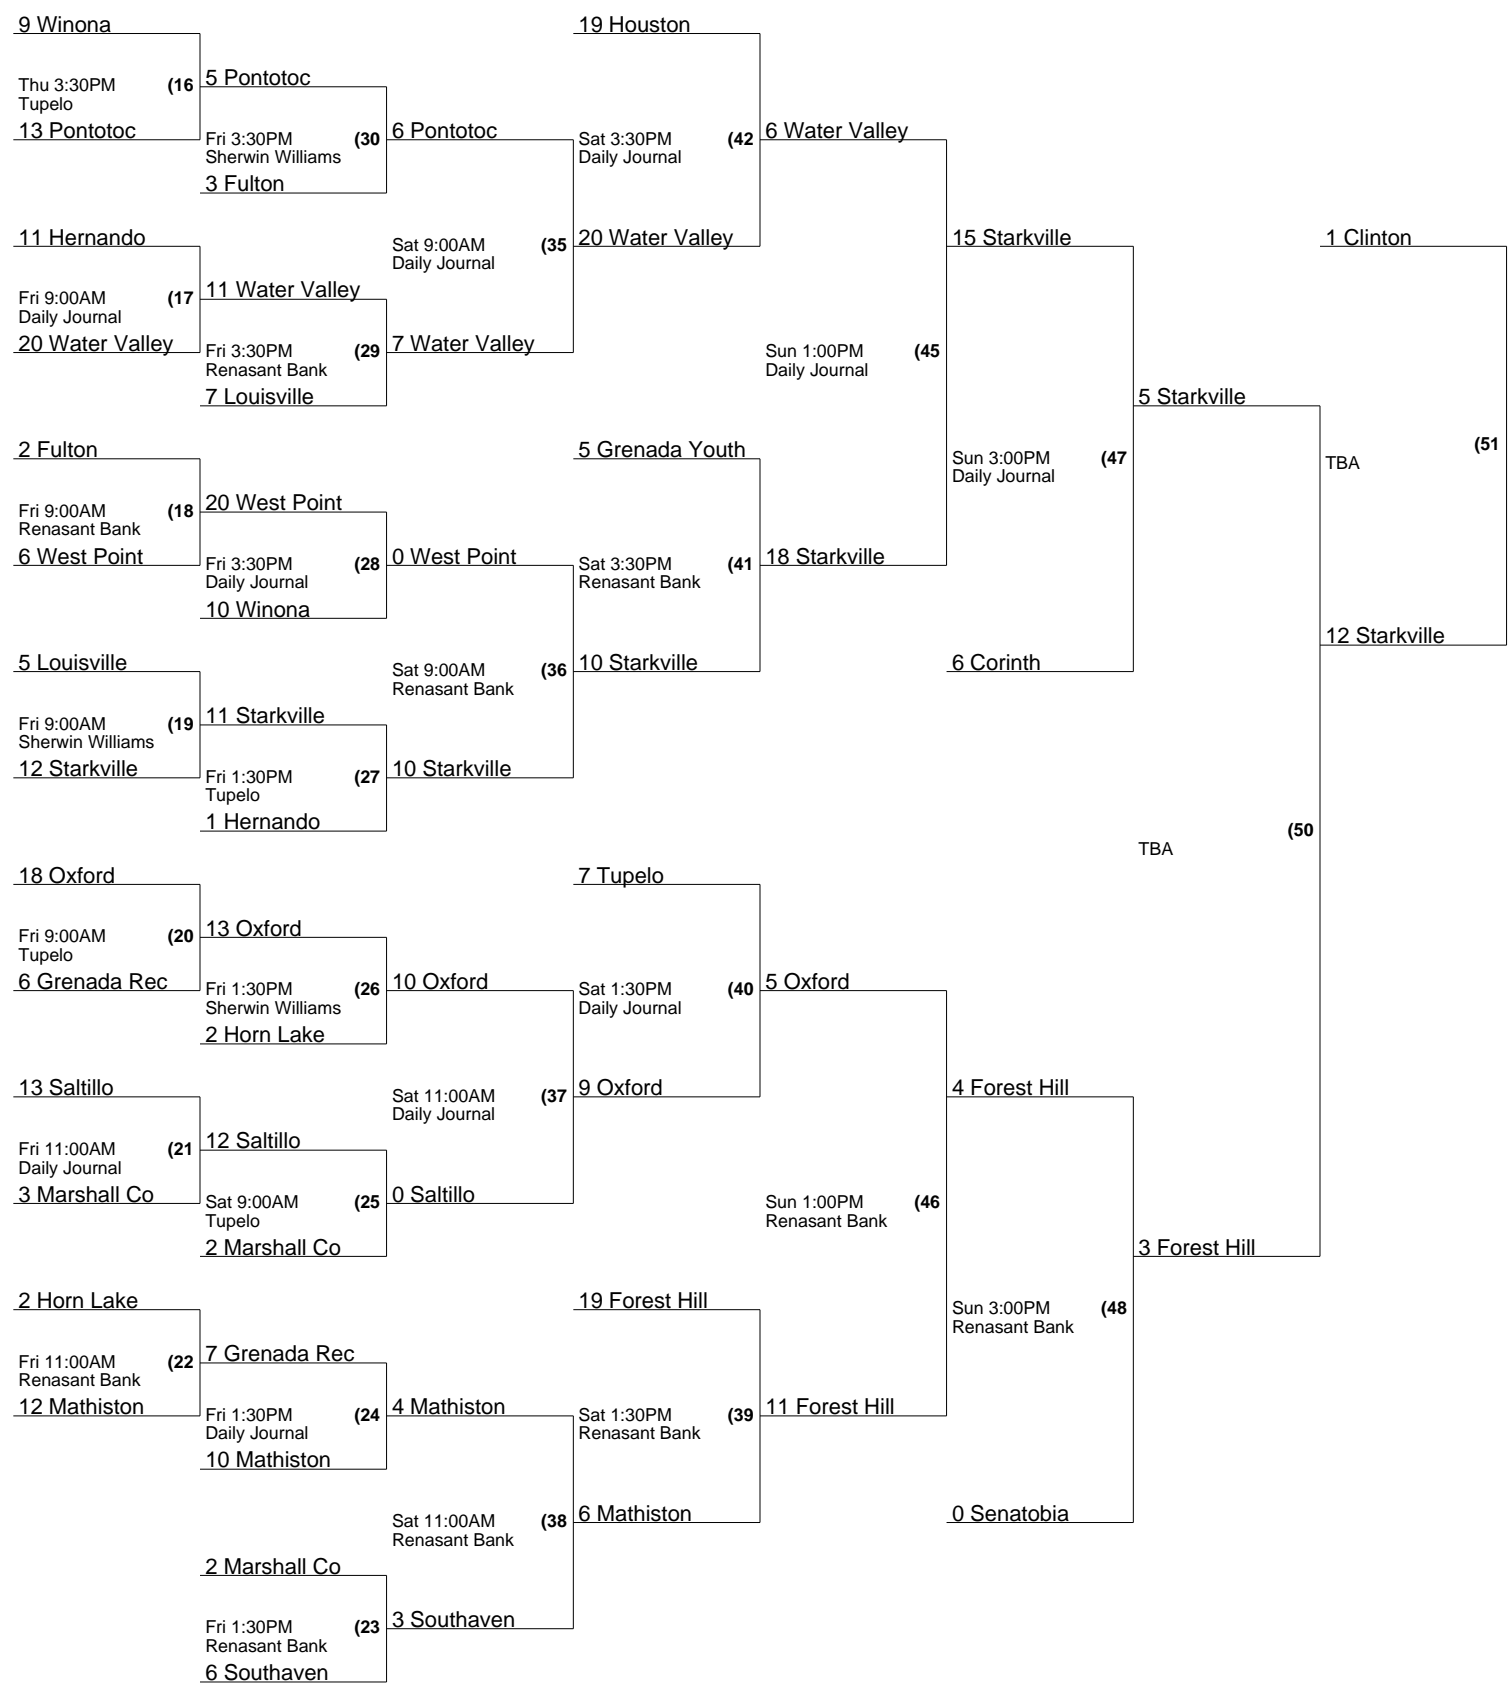 9 Winona
Thu 3:30PM (16
Tupelo
13 Pontotoc
11 Hernando
Fri 9:00AM (17
Daily Journal
20 Water Valley
2 Fulton
Fri 9:00AM (18
Renasant Bank
6 West Point
5 Louisville
Fri 9:00AM (19
Sherwin Williams
12 Starkville
18 Oxford
Fri 9:00AM (20
Tupelo
6 Grenada Rec
13 Saltillo
Fri 11:00AM (21
Daily Journal
3 Marshall Co
2 Horn Lake
Fri 11:00AM (22
Renasant Bank
12 Mathiston
5 Pontotoc
Fri 3:30PM (30
Sherwin Williams
3 Fulton
11 Water Valley
Fri 3:30PM (29
Renasant Bank
7 Louisville
20 West Point
Fri 3:30PM (28
Daily Journal
10 Winona
11 Starkville
Fri 1:30PM (27
Tupelo
1 Hernando
13 Oxford
Fri 1:30PM (26
Sherwin Williams
2 Horn Lake
12 Saltillo
Sat 9:00AM (25
Tupelo
2 Marshall Co
7 Grenada Rec
Fri 1:30PM (24
Daily Journal
10 Mathiston
2 Marshall Co
Fri 1:30PM (23
Renasant Bank
6 Southaven
6 Pontotoc
Sat 9:00AM (35
Daily Journal
7 Water Valley
0 West Point
Sat 9:00AM (36
Renasant Bank
10 Starkville
10 Oxford
Sat 11:00AM (37
Daily Journal
0 Saltillo
4 Mathiston
Sat 11:00AM (38
Renasant Bank
3 Southaven
19 Houston
Sat 3:30PM (42
Daily Journal
20 Water Valley
5 Grenada Youth
Sat 3:30PM (41
Renasant Bank
10 Starkville
7 Tupelo
Sat 1:30PM (40
Daily Journal
9 Oxford
19 Forest Hill
Sat 1:30PM (39
Renasant Bank
6 Mathiston
6 Water Valley
Sun 1:00PM (45
Daily Journal
18 Starkville
5 Oxford
Sun 1:00PM (46
Renasant Bank
11 Forest Hill
15 Starkville
Sun 3:00PM (47
Daily Journal
6 Corinth
4 Forest Hill
Sun 3:00PM (48
Renasant Bank
0 Senatobia
5 Starkville
(50
TBA
3 Forest Hill
1 Clinton
(51
TBA
12 Starkville